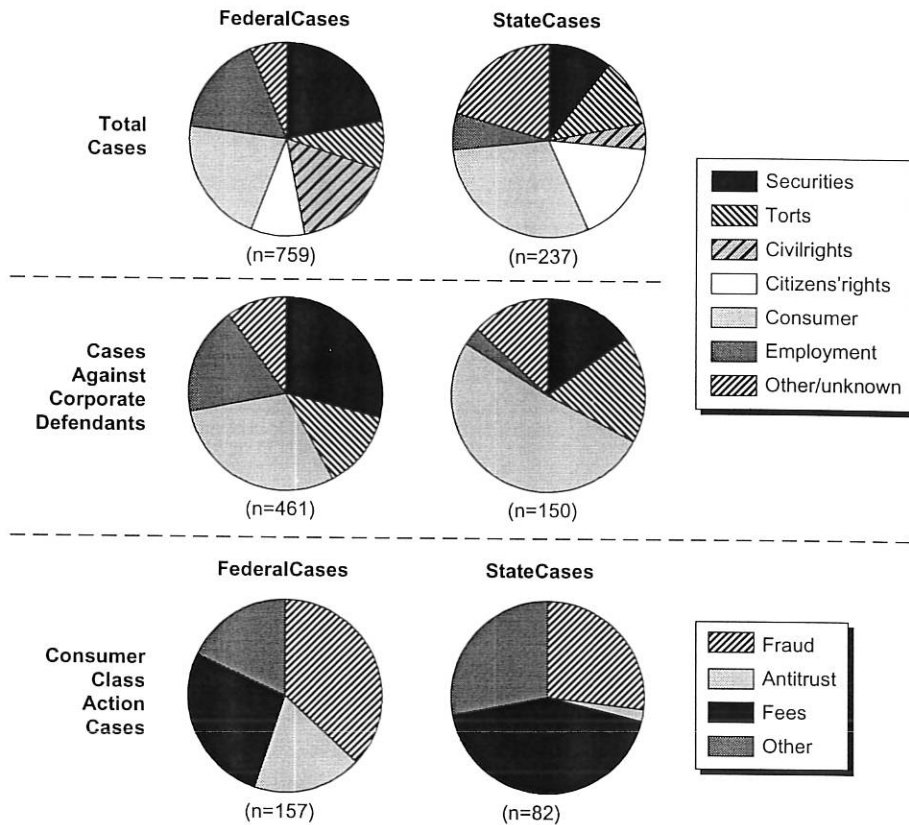 FederalCases
StateCases
Total
Cases
(n=759)
(n=237)
Securities
Torts
Civilrights
Citizens'rights
Consumer
Employment
Other/unknown
Cases
Against
Corporate
Defendants
(n=461)
(n=150)
FederalCases
StateCases
Consumer
Class
Action
Cases
(n=157)
(n=82)
Fraud
Antitrust
Fees
Other